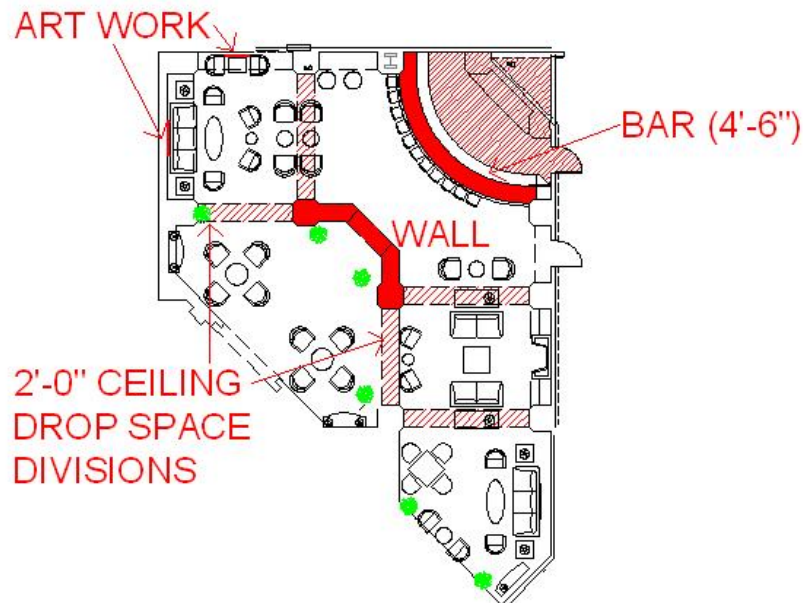 ART WORK
BAR (4'-6")
WALL
2'-0" CEILING
DROP SPACE
DIVISIONS